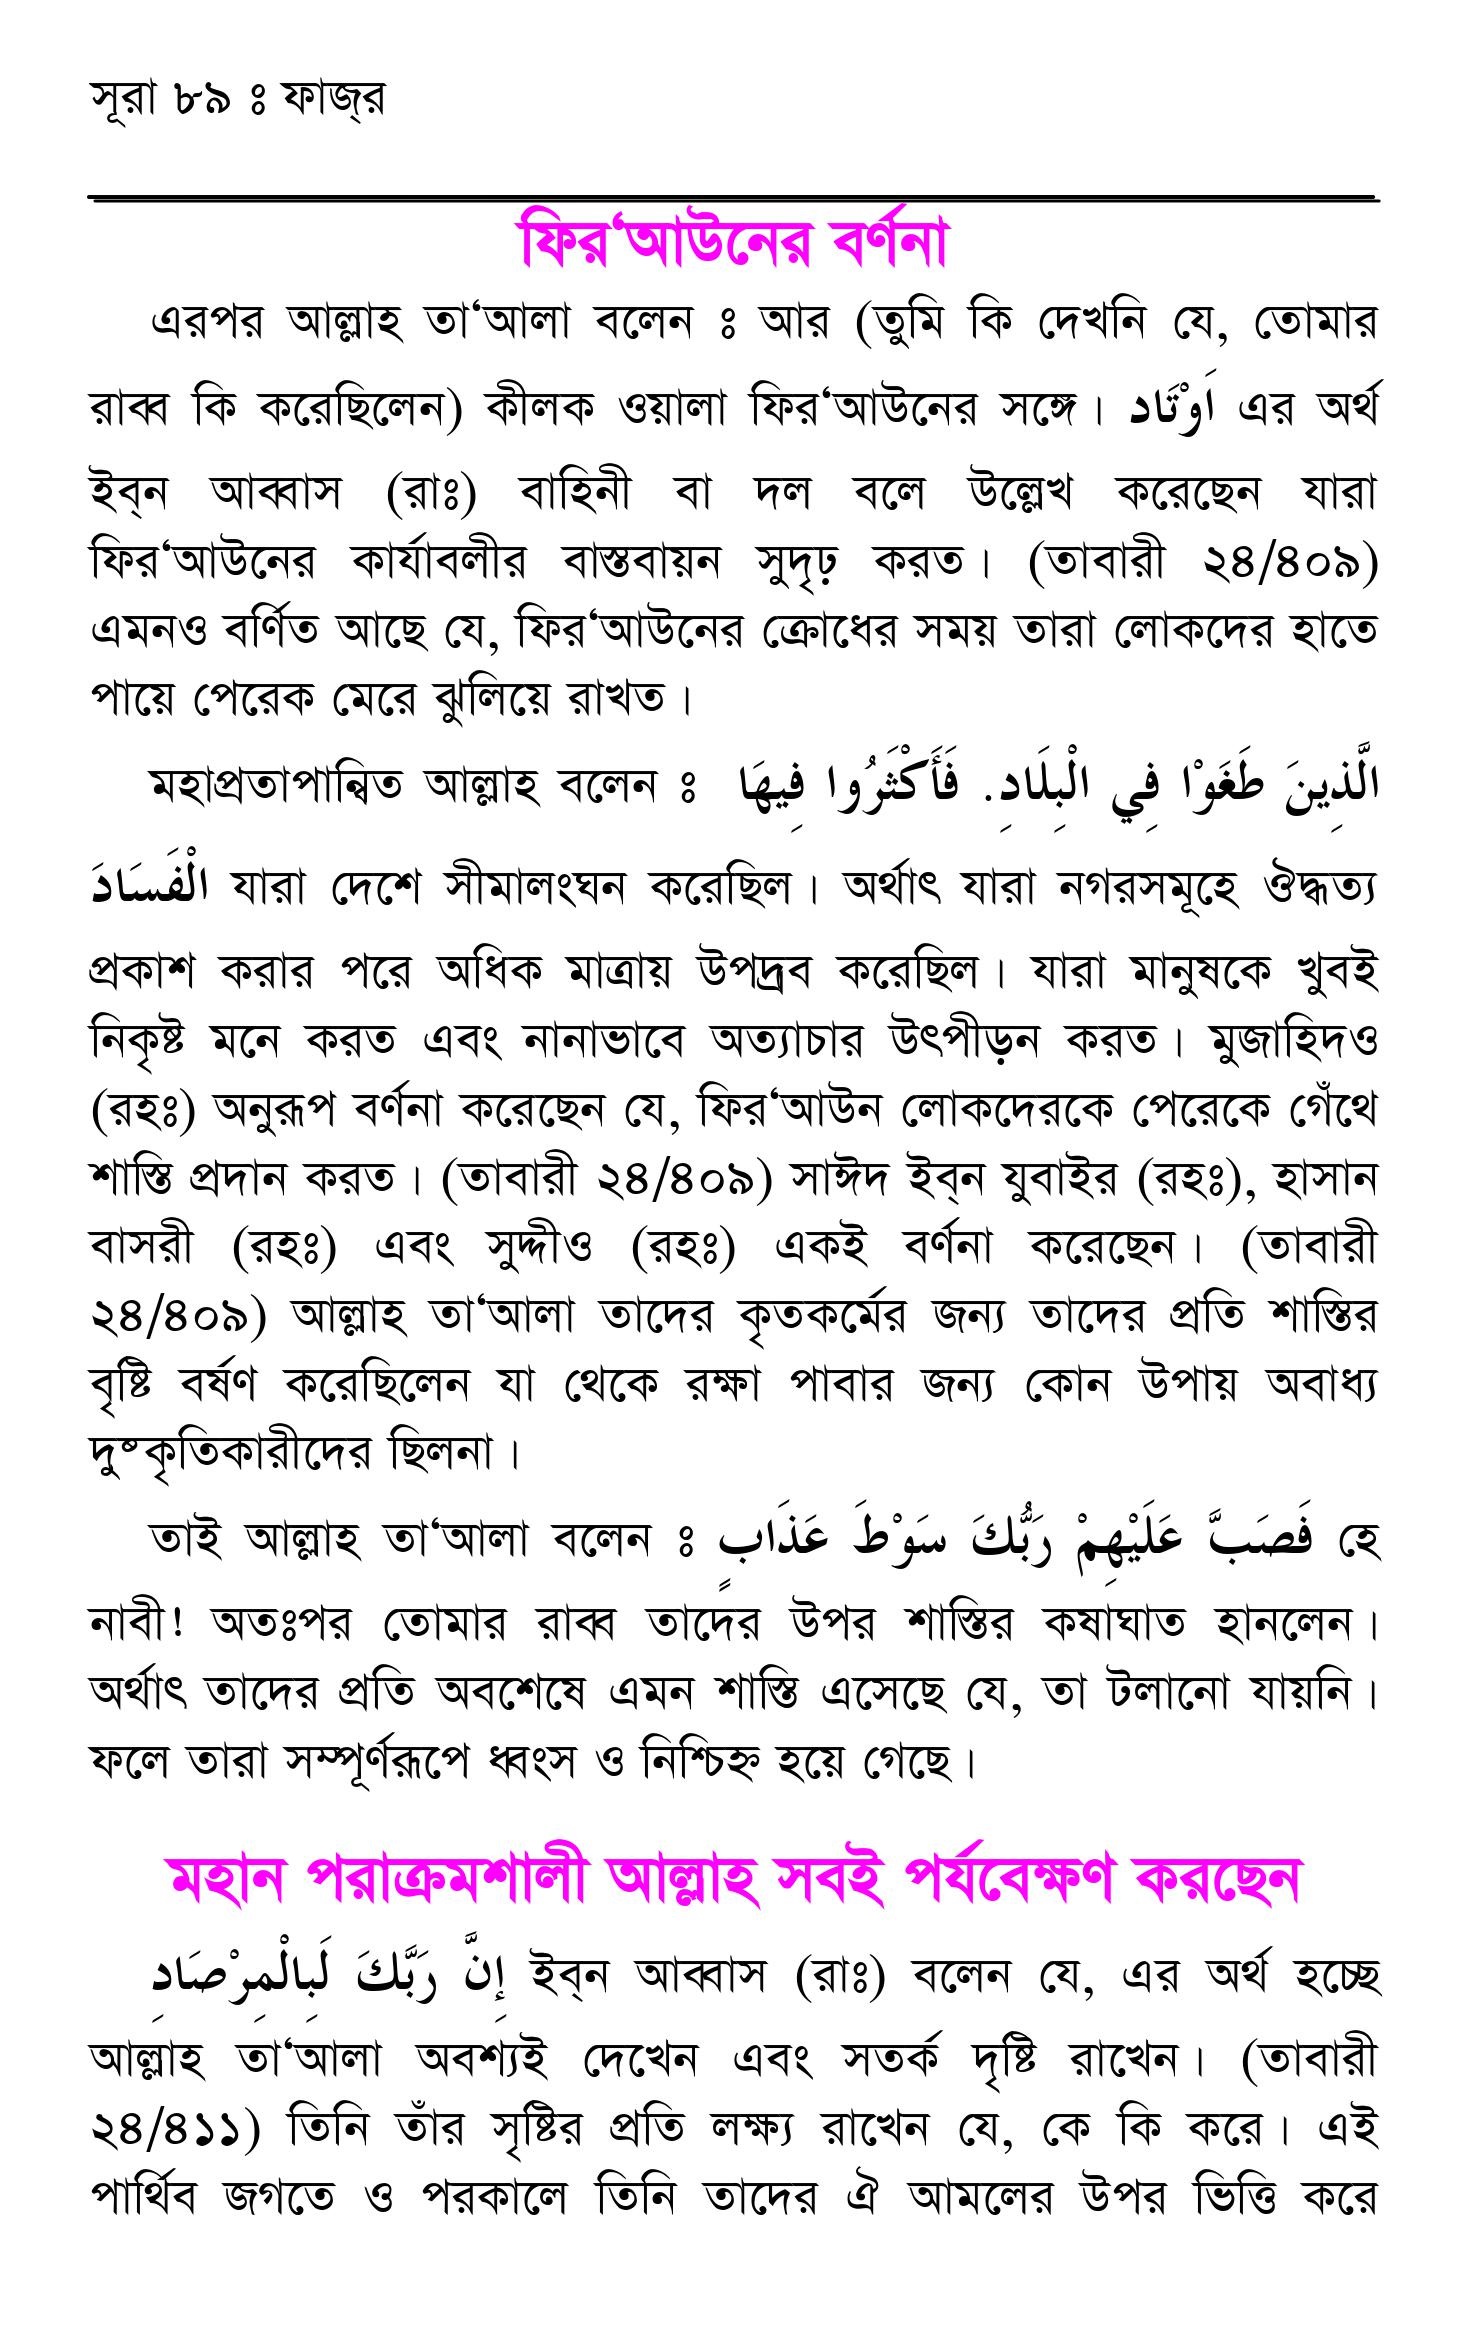 সূরা ৮৯ ঃ ফাজ্‌র
ফির‘আউনের বর্ণনা
এরপর আল্লাহ তা‘আলা বলেন ঃ আর (তুমি কি দেখনি যে, তোমার
রাব্ব কি করেছিলেন) কীলক ওয়ালা ফির‘আউনের সঙ্গে। اَوْتَاد এর অর্থ
ইব্‌ন আব্বাস (রাঃ) বাহিনী বা দল বলে উল্লেখ করেছেন যারা
ফির‘আউনের কার্যাবলীর বাস্তবায়ন সুদৃঢ় করত। (তাবারী ২৪/৪০৯)
এমনও বর্ণিত আছে যে, ফির‘আউনের ক্রোধের সময় তারা লোকদের হাতে
পায়ে পেরেক মেরে ঝুলিয়ে রাখত।
মহাপ্রতাপান্বিত আল্লাহ বলেন ঃ الَّذِينَ طَغَوْا فِي الْبِلَادِ. فَأَكْثَرُوا فِيهَا
الْفَسَادَ যারা দেশে সীমালংঘন করেছিল। অর্থাৎ যারা নগরসমূহে ঔদ্ধত্য
প্রকাশ করার পরে অধিক মাত্রায় উপদ্রব করেছিল। যারা মানুষকে খুবই
নিকৃষ্ট মনে করত এবং নানাভাবে অত্যাচার উৎপীড়ন করত। মুজাহিদও
(রহঃ) অনুরূপ বর্ণনা করেছেন যে, ফির‘আউন লোকদেরকে পেরেকে গেঁথে
শাস্তি প্রদান করত। (তাবারী ২৪/৪০৯) সাঈদ ইব্‌ন যুবাইর (রহঃ), হাসান
বাসরী (রহঃ) এবং সুদ্দীও (রহঃ) একই বর্ণনা করেছেন। (তাবারী
২৪/৪০৯) আল্লাহ তা‘আলা তাদের কৃতকর্মের জন্য তাদের প্রতি শাস্তির
বৃষ্টি বর্ষণ করেছিলেন যা থেকে রক্ষা পাবার জন্য কোন উপায় অবাধ্য
দুষ্কৃতিকারীদের ছিলনা।
তাই আল্লাহ তা‘আলা বলেন ঃ فَصَبَّ عَلَيْهِمْ رَبُّكَ سَوْطَ عَذَابٍ হে
নাবী! অতঃপর তোমার রাব্ব তাদের উপর শাস্তির কষাঘাত হানলেন।
অর্থাৎ তাদের প্রতি অবশেষে এমন শাস্তি এসেছে যে, তা টলানো যায়নি।
ফলে তারা সম্পূর্ণরূপে ধ্বংস ও নিশ্চিহ্ন হয়ে গেছে।
মহান পরাক্রমশালী আল্লাহ সবই পর্যবেক্ষণ করছেন
إِنَّ رَبَّكَ لَبِالْمِرْصَادِ ইব্‌ন আব্বাস (রাঃ) বলেন যে, এর অর্থ হচ্ছে
আল্লাহ তা‘আলা অবশ্যই দেখেন এবং সতর্ক দৃষ্টি রাখেন। (তাবারী
২৪/৪১১) তিনি তাঁর সৃষ্টির প্রতি লক্ষ্য রাখেন যে, কে কি করে। এই
পার্থিব জগতে ও পরকালে তিনি তাদের ঐ আমলের উপর ভিত্তি করে